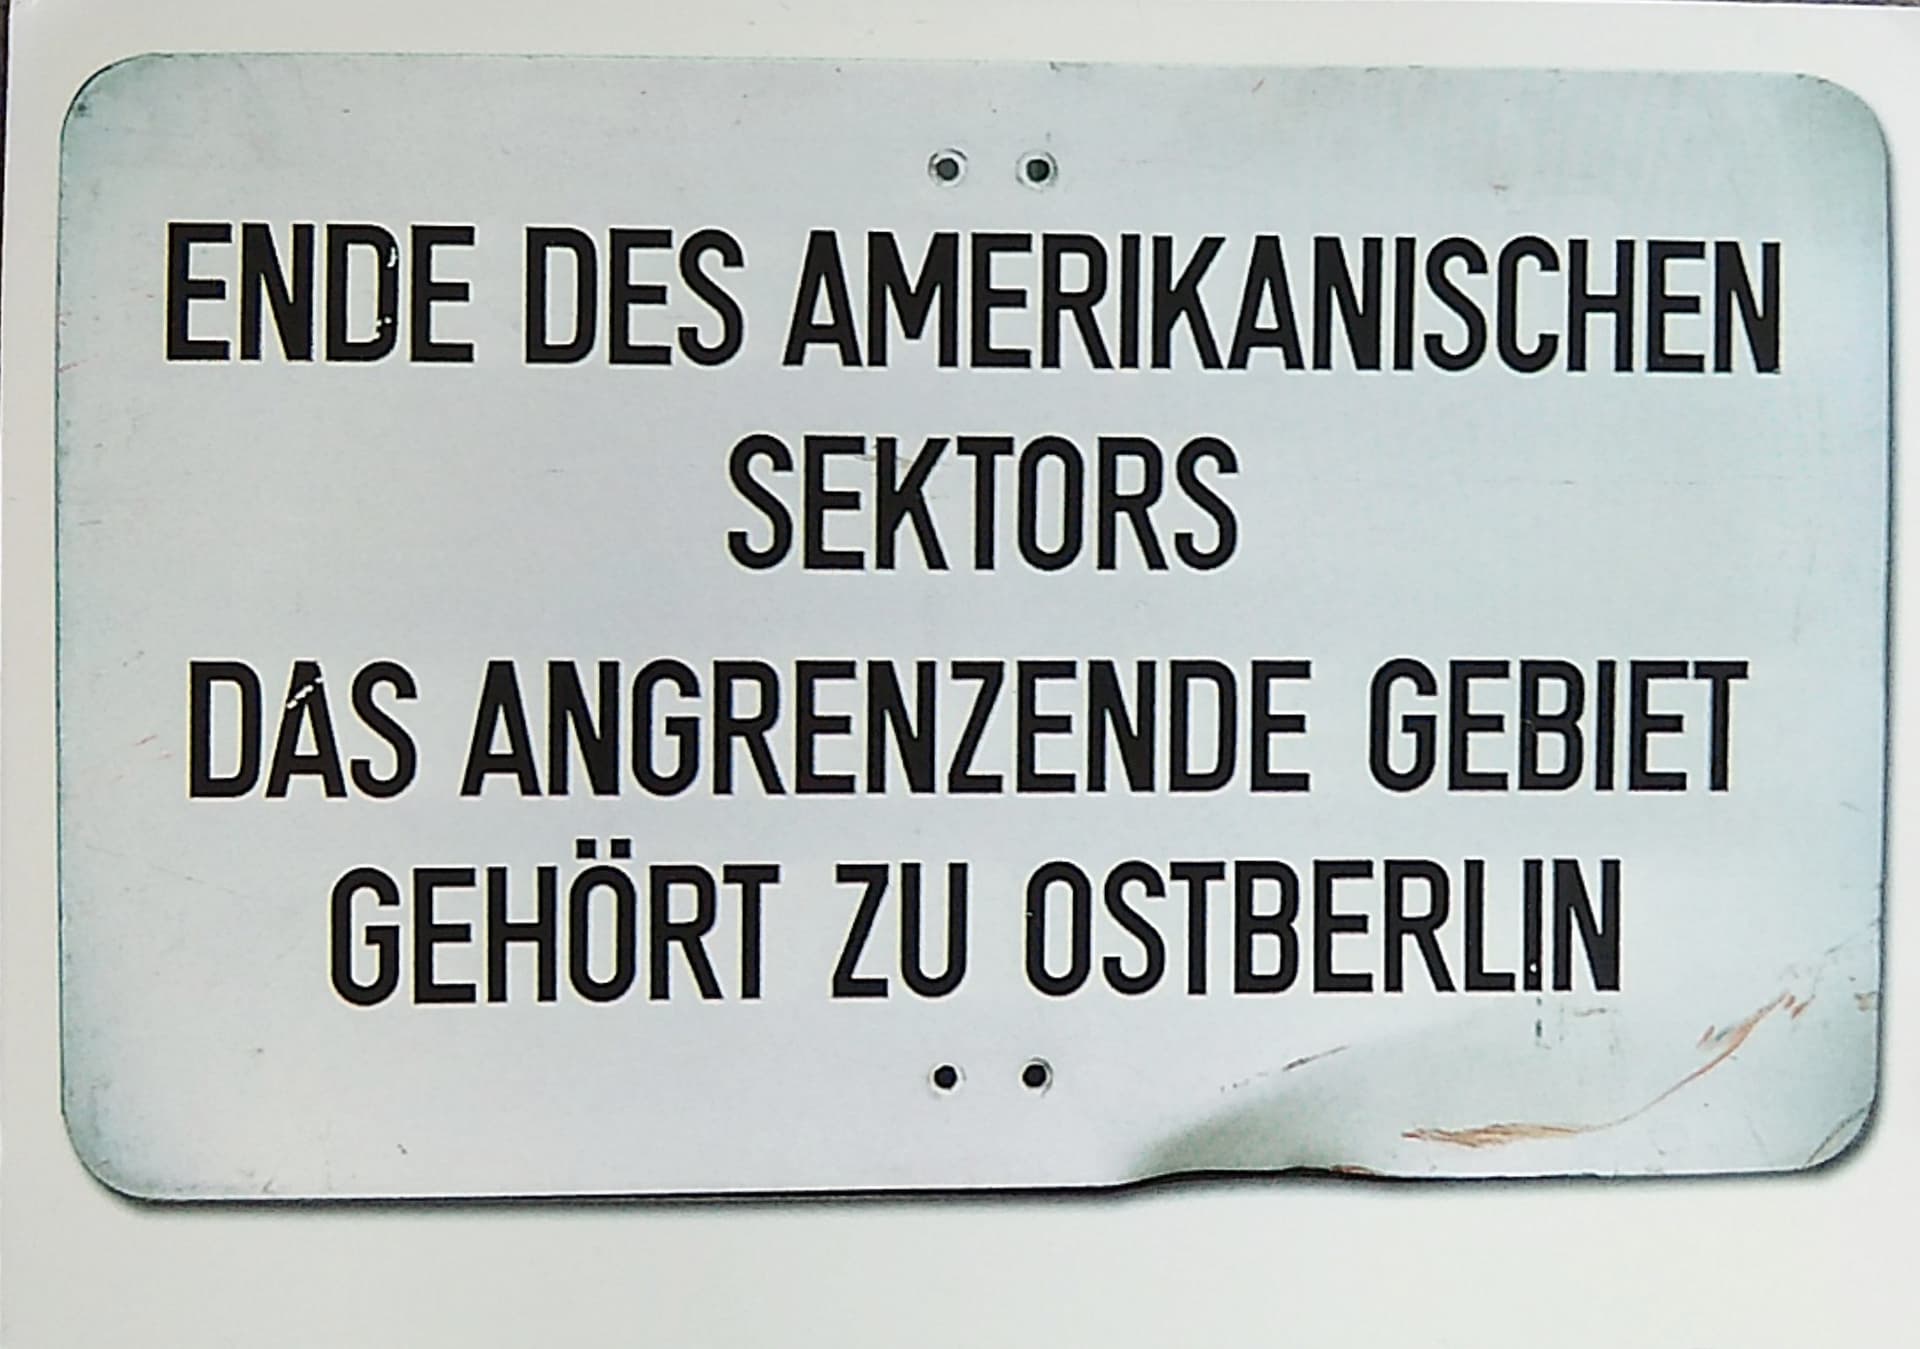 ENDE DES AMERIKANISCHEN
SEKTORS
DAS ANGRENZENDE GEBIET
GEHÖRT ZU OSTBERLIN